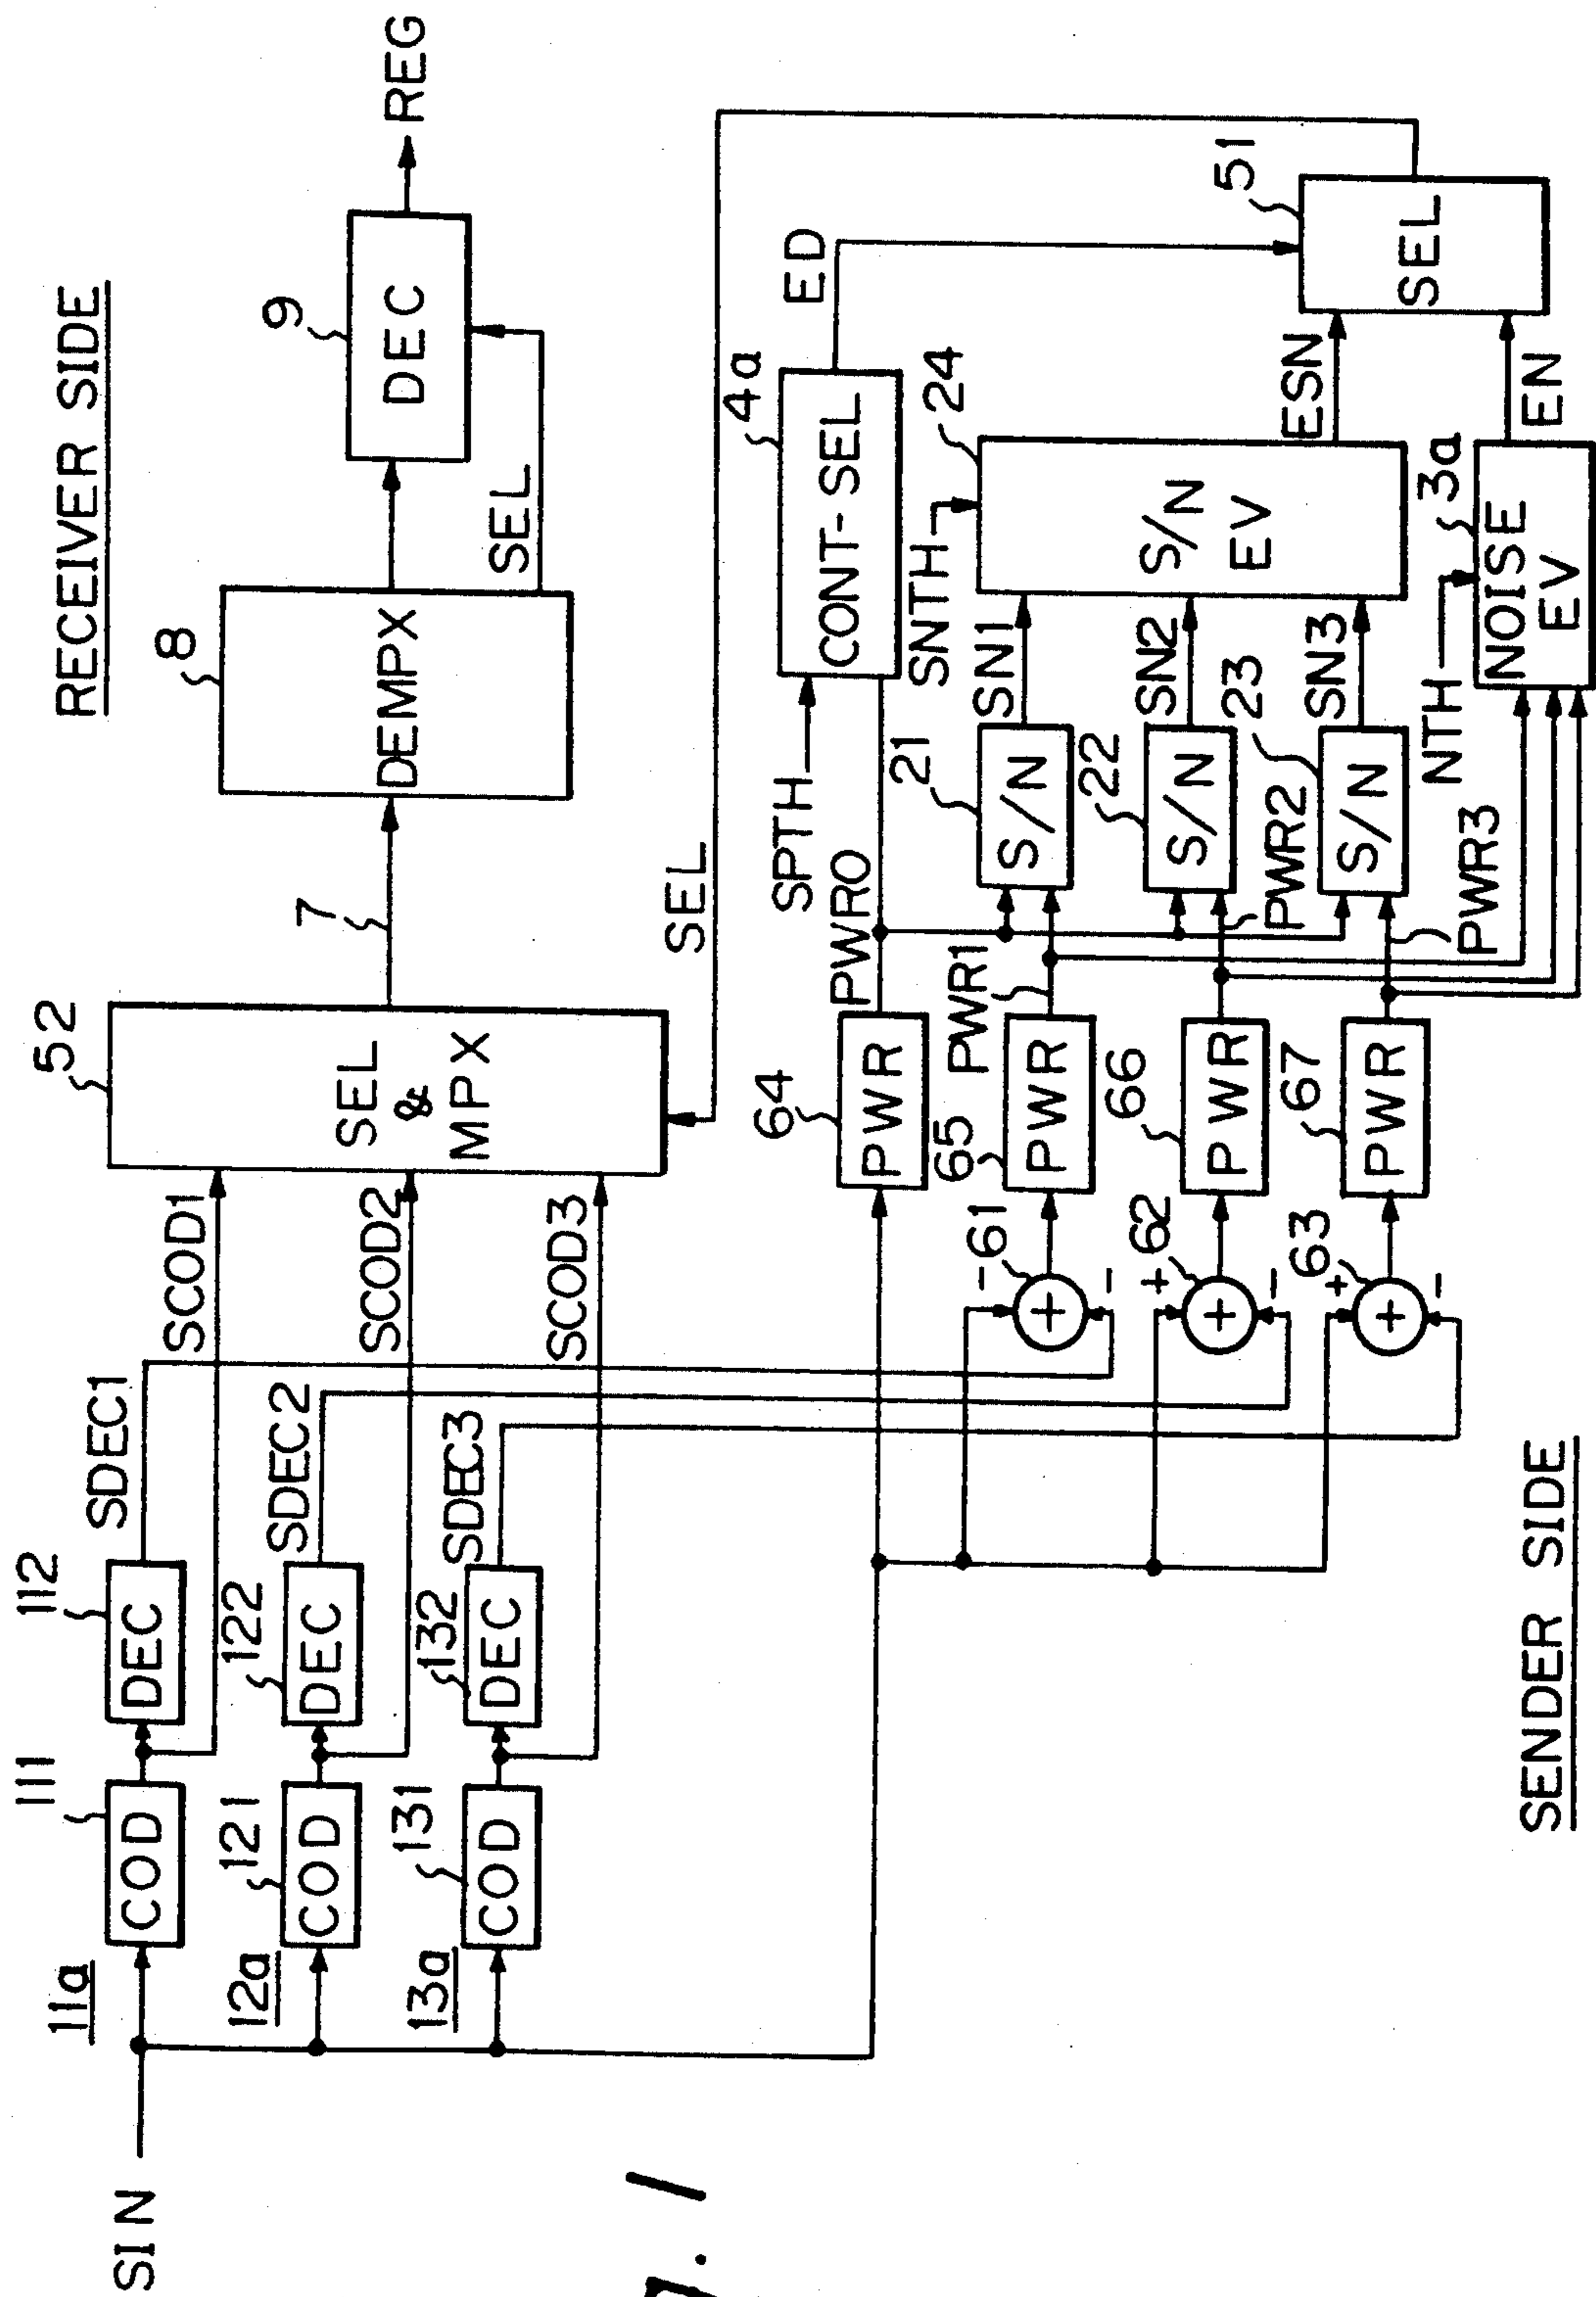 RECEIVER SIDE
52
SEL
&
MPX
7
8
DEMPX
SEL
9
DEC
REG
SIN
11a
111
COD
112
DEC
SDEC1
SCOD1
12a
121
COD
122
DEC
SDEC2
SCOD2
13a
131
COD
132
DEC
SDEC3
SCOD3
SEL
64
PWR
PWR0
SPTH
4a
CONT-SEL
ED
61
-
-
65
PWR
PWR1
21
S/N
SN1
SNTH
24
S/N
EV
ESN
51
SEL
62
+
-
66
PWR
PWR2
22
S/N
SN2
63
+
-
67
PWR
PWR3
23
S/N
SN3
NTH
3a
NOISE
EV
EN
+
+
+
SENDER SIDE
g. 1